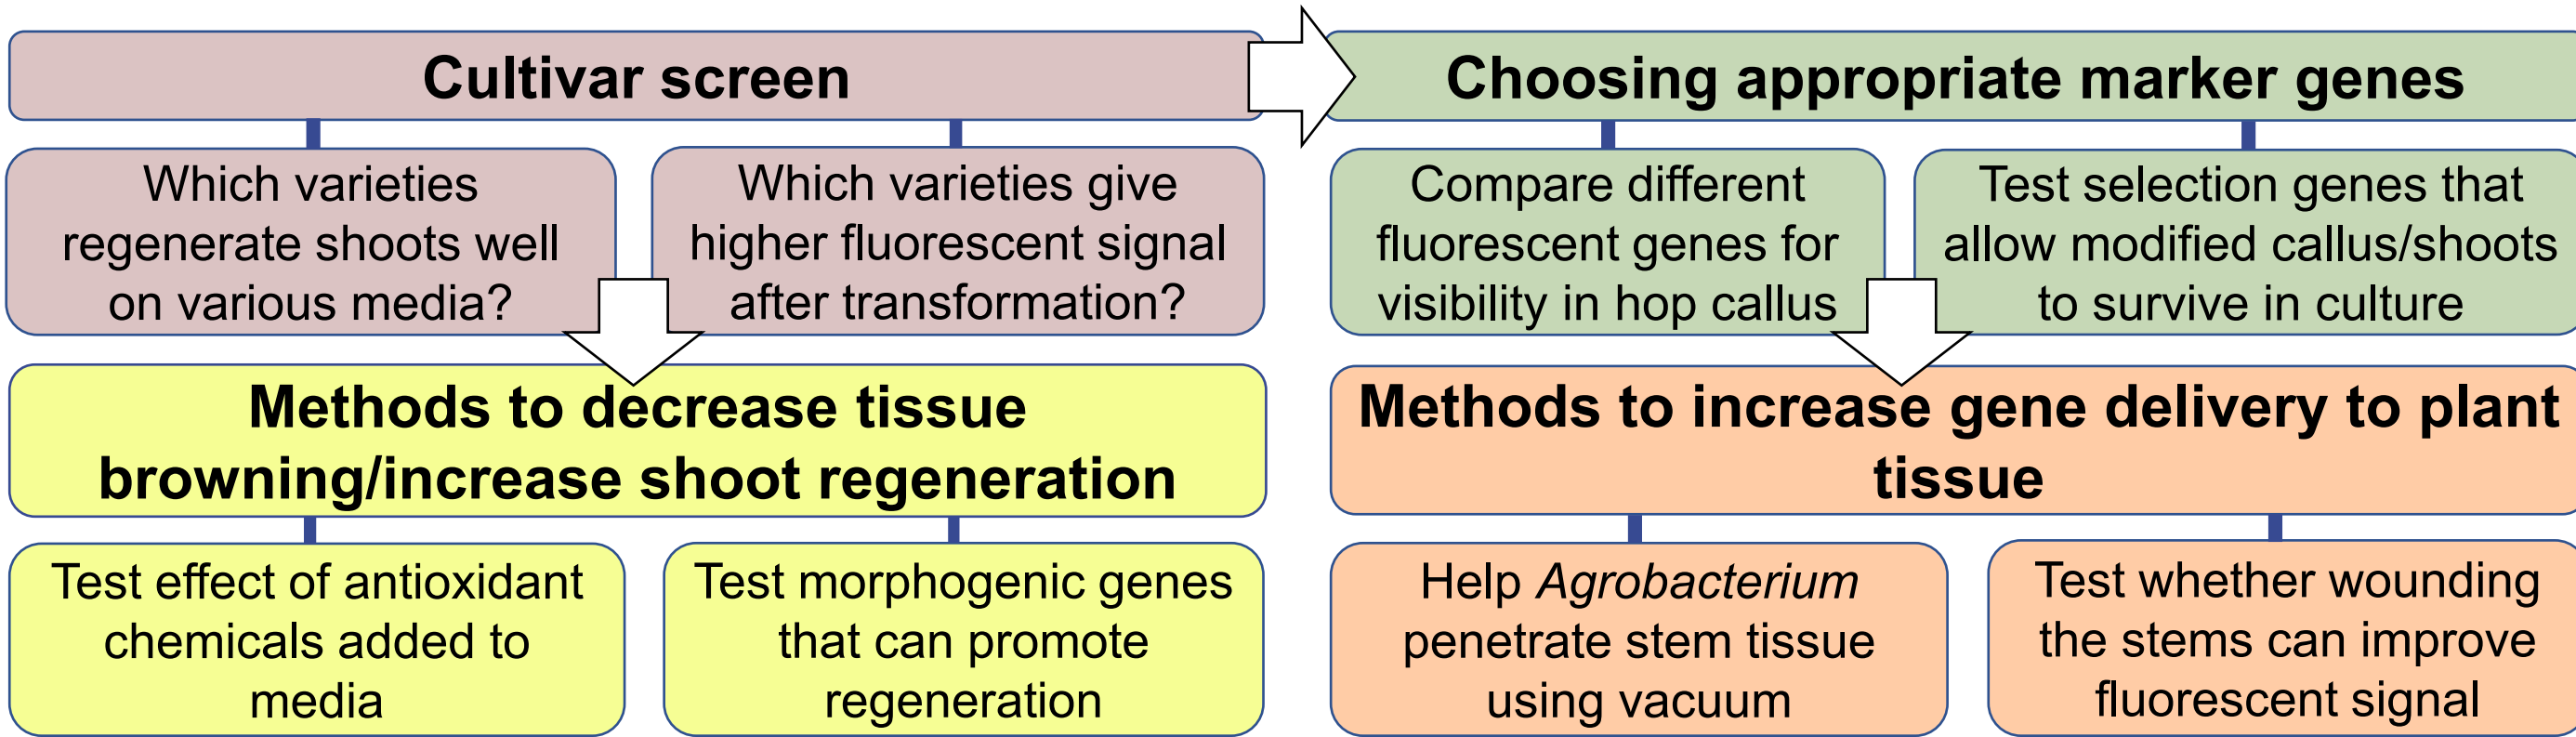 Cultivar screen
Choosing appropriate marker genes
Which varieties
regenerate shoots well
on various media?
Which varieties give
higher fluorescent signal
after transformation?
Compare different
fluorescent genes for
visibility in hop callus
Test selection genes that
allow modified callus/shoots
to survive in culture
Methods to decrease tissue
browning/increase shoot regeneration
Methods to increase gene delivery to plant
tissue
Test effect of antioxidant
chemicals added to
media
Test morphogenic genes
that can promote
regeneration
Help Agrobacterium
penetrate stem tissue
using vacuum
Test whether wounding
the stems can improve
fluorescent signal